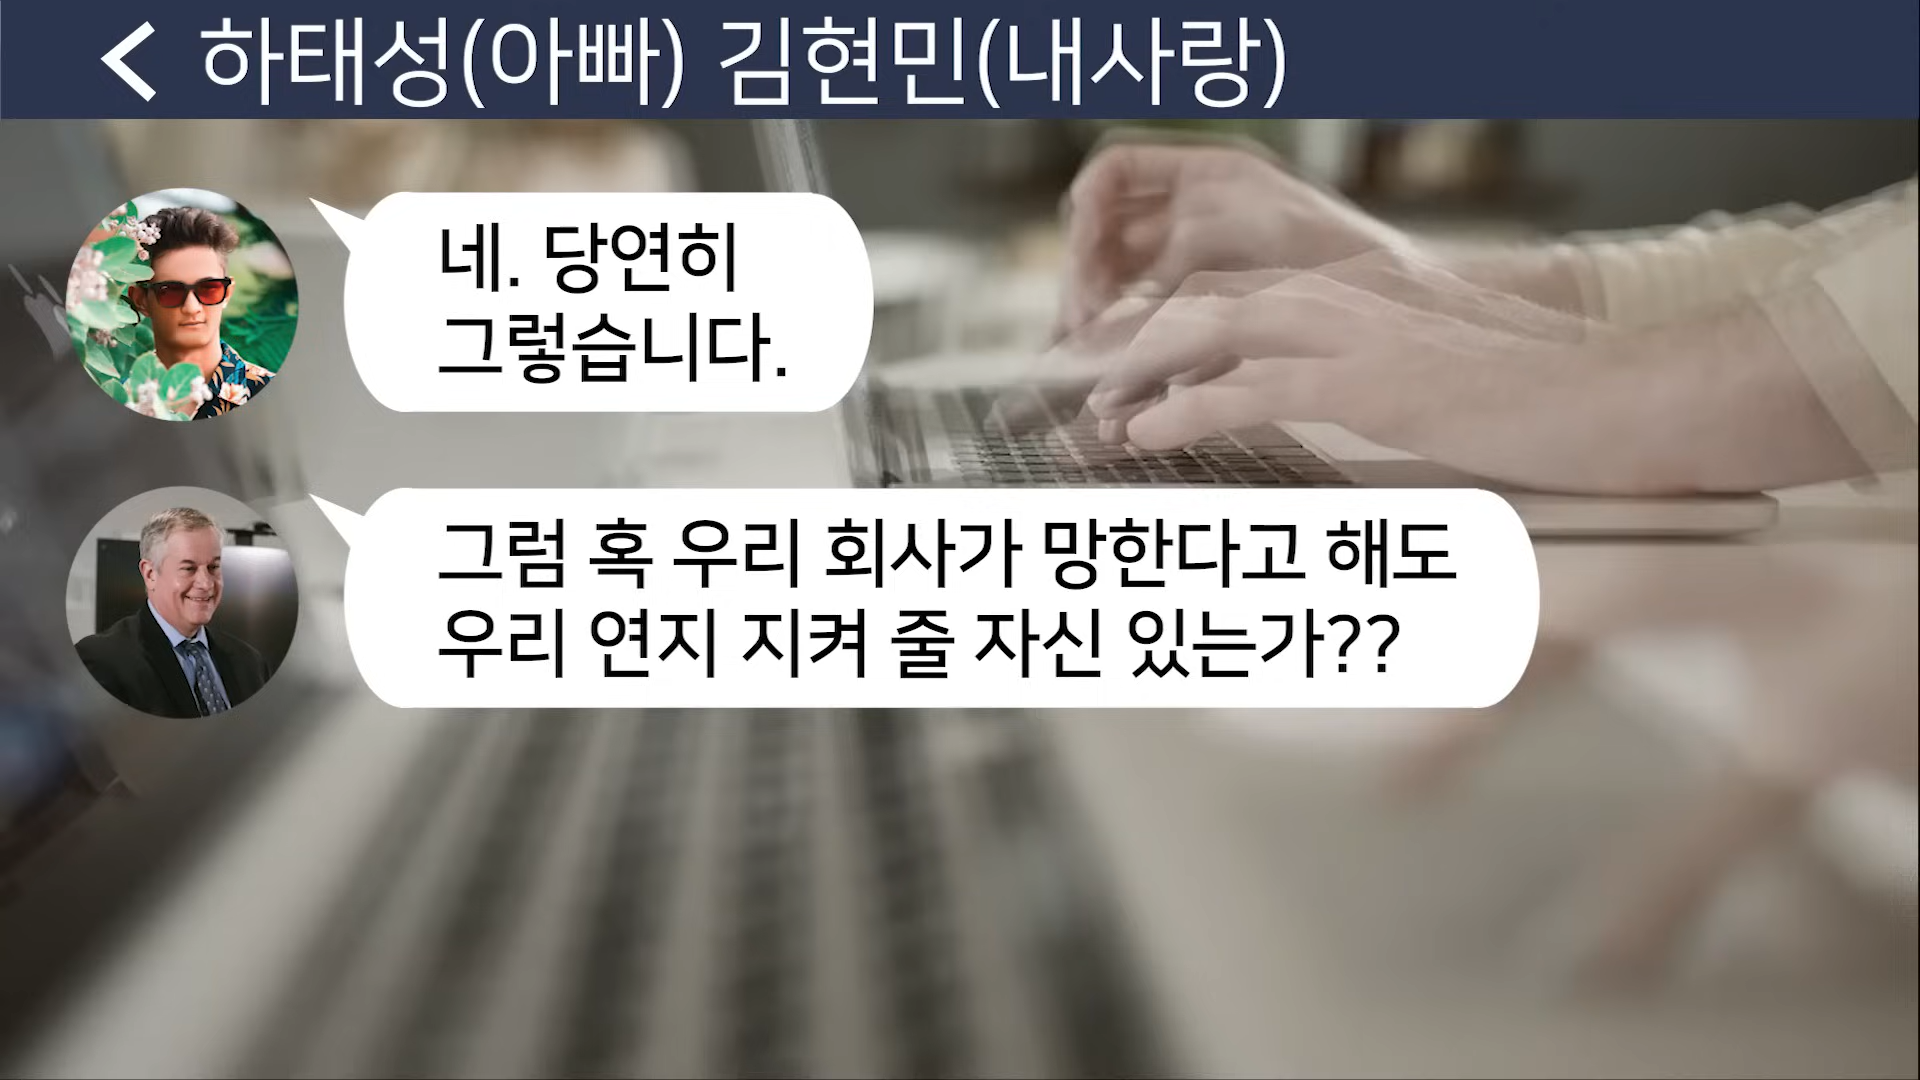 하태성(아빠) 김현민(내사랑)
네. 당연히
그렇습니다.
그럼 혹 우리 회사가 망한다고 해도
우리 연지 지켜 줄 자신 있는가??